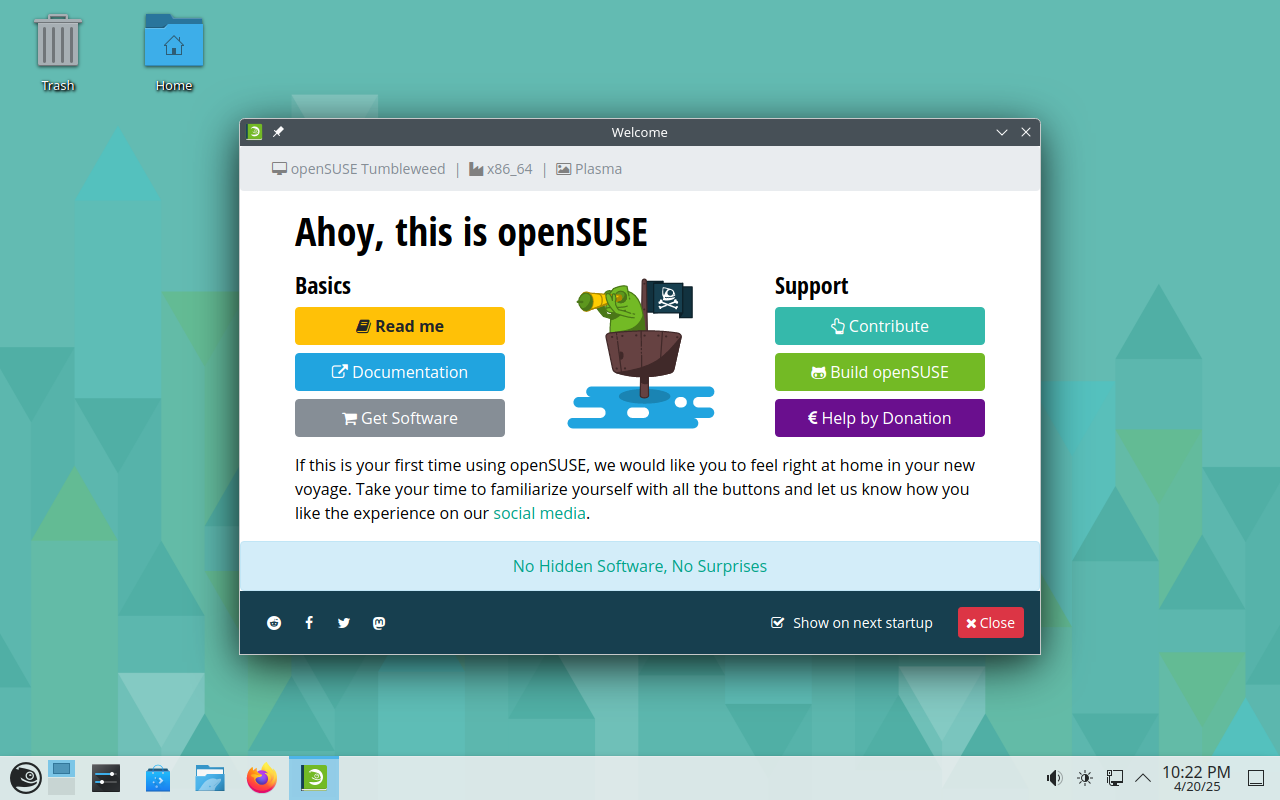 Trash
Home
Welcome
openSUSE Tumbleweed | x86_64 | Plasma
Ahoy, this is openSUSE
Basics
Read me
Documentation
Get Software
Support
Contribute
Build openSUSE
€ Help by Donation
If this is your first time using openSUSE, we would like you to feel right at home in your new
voyage. Take your time to familiarize yourself with all the buttons and let us know how you
like the experience on our social media.
No Hidden Software, No Surprises
Show on next startup
Close
10:22 PM
4/20/25